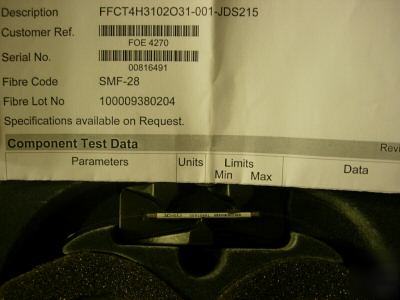 Description FFCT4H3102O31-001-JDS215
Customer Ref.
FOE 4270
Serial No.
00816491
Fibre Code SMF-28
Fibre Lot No 100009380204
Specifications available on Request.
Component Test Data Revi
Parameters Units Limits Data
Min Max